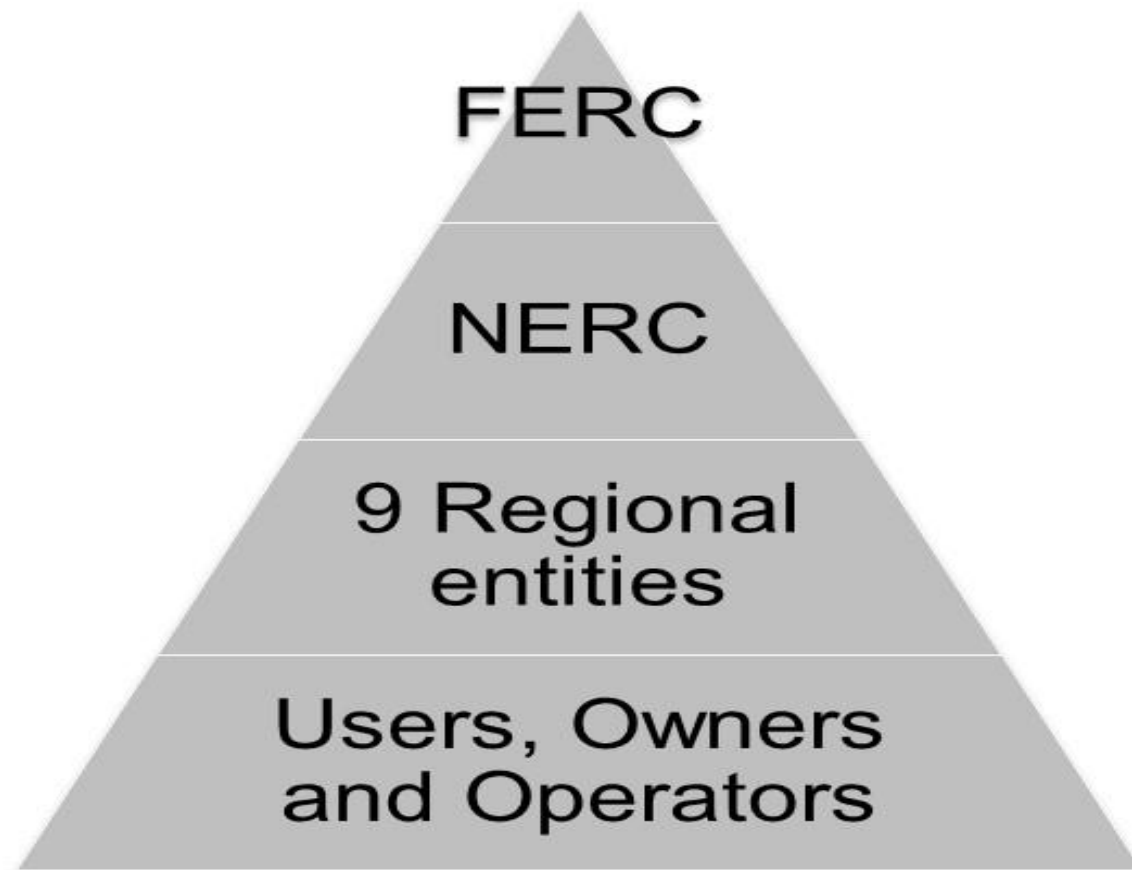 FERC
NERC
9 Regional
entities
Users, Owners
and Operators